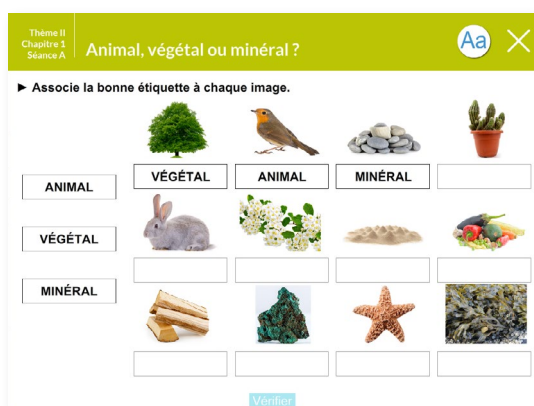 Thème II
Chapitre 1
Séance A
Animal, végétal ou minéral ?
Aa
► Associe la bonne étiquette à chaque image.
VÉGÉTAL
ANIMAL
MINÉRAL
ANIMAL
VÉGÉTAL
MINÉRAL
Vérifier